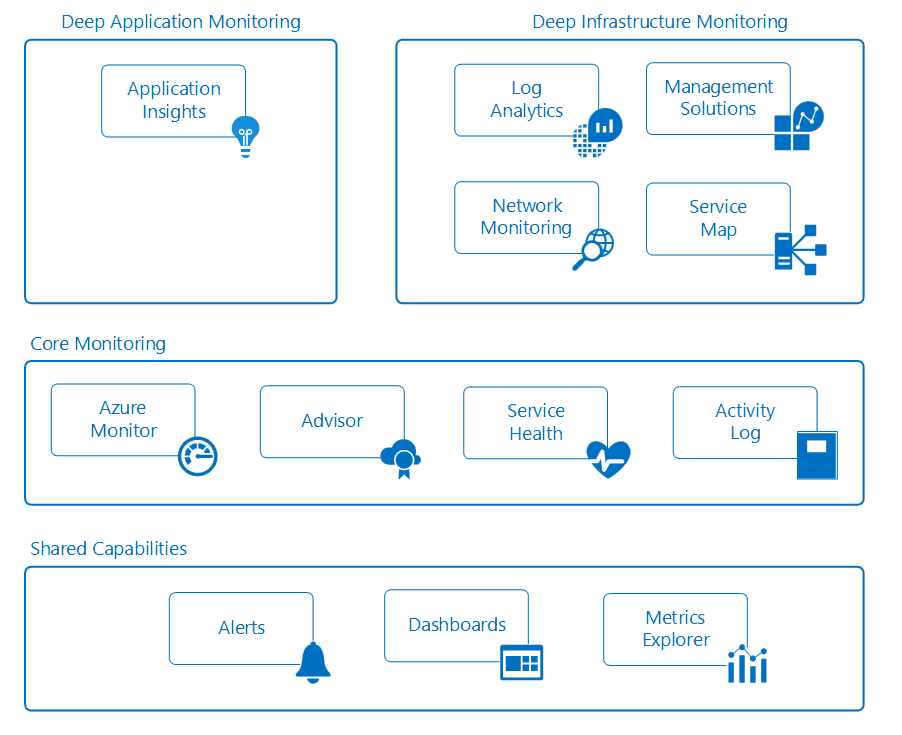 Deep Application Monitoring
Application
Insights
Deep Infrastructure Monitoring
Log
Analytics
Management
Solutions
Network
Monitoring
Service
Map
Core Monitoring
Azure
Monitor
Advisor
Service
Health
Activity
Log
Shared Capabilities
Alerts
Dashboards
Metrics
Explorer